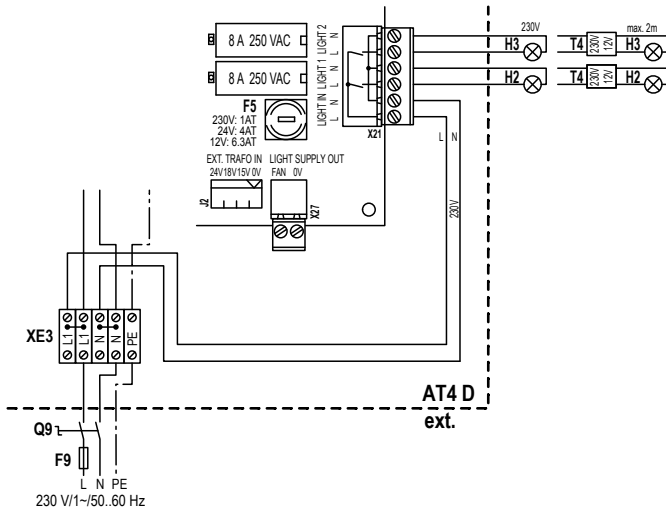 8 A 250 VAC
8 A 250 VAC
LIGHT 2
N
L
LIGHT 1
N
L
LIGHT IN
N
L
X21
F5
230V: 1AT
24V: 4AT
12V: 6.3AT
EXT. TRAFO IN LIGHT SUPPLY OUT
24V18V15V0V FAN 0V
J2
X27
230V
H3
H2
max. 2m
T4
230V
12V
H3
T4
230V
12V
H2
L N
230V
XE3
L1
L1
N
N
PE
AT4 D
ext.
Q9
F9
L N PE
230 V/1~/50..60 Hz